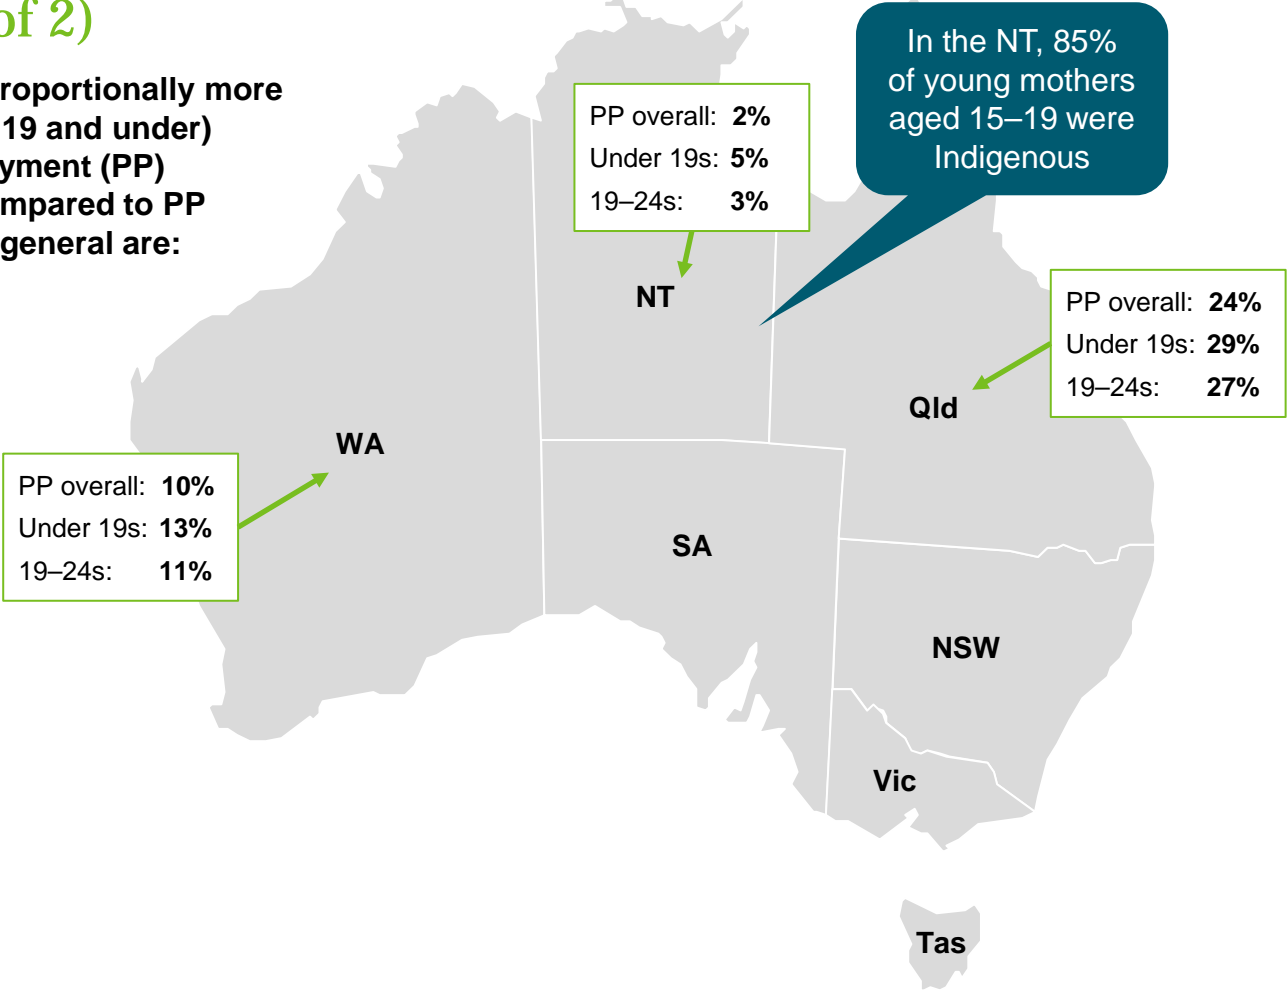 of 2)
roportionally more
19 and under)
yment (PP)
mpared to PP
general are:
In the NT, 85%
of young mothers
aged 15–19 were
Indigenous
PP overall: 2%
Under 19s: 5%
19–24s: 3%
NT
PP overall: 24%
Under 19s: 29%
19–24s: 27%
Qld
WA
PP overall: 10%
Under 19s: 13%
19–24s: 11%
SA
NSW
Vic
Tas